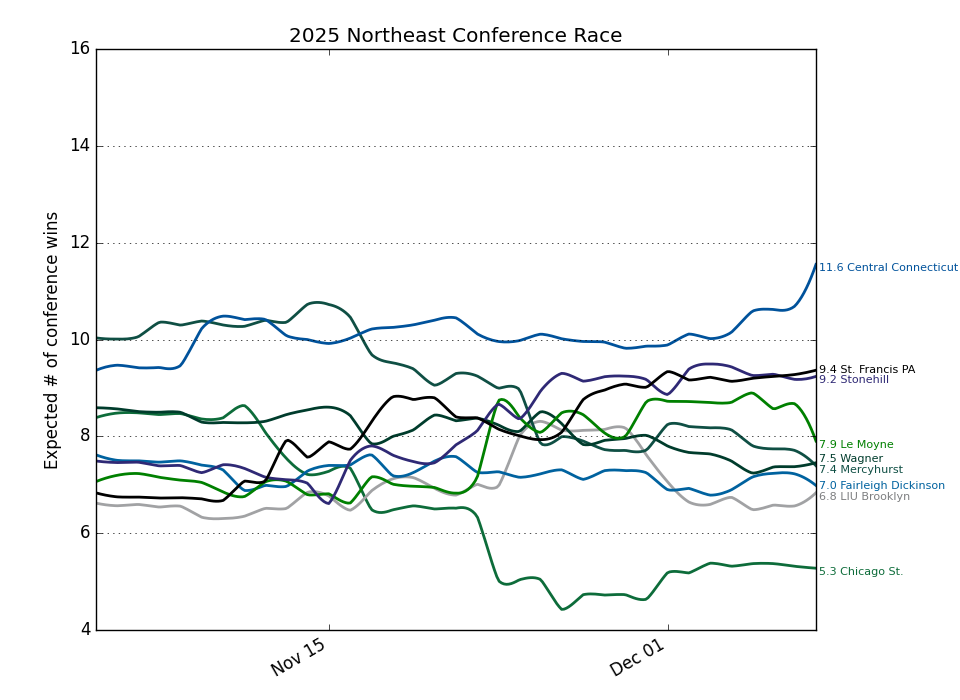 2025 Northeast Conference Race
Expected # of conference wins
16
14
12
10
8
6
4
11.6 Central Connecticut
9.4 St. Francis PA
9.2 Stonehill
7.9 Le Moyne
7.5 Wagner
7.4 Mercyhurst
7.0 Fairleigh Dickinson
6.8 LIU Brooklyn
5.3 Chicago St.
Nov 15
Dec 01